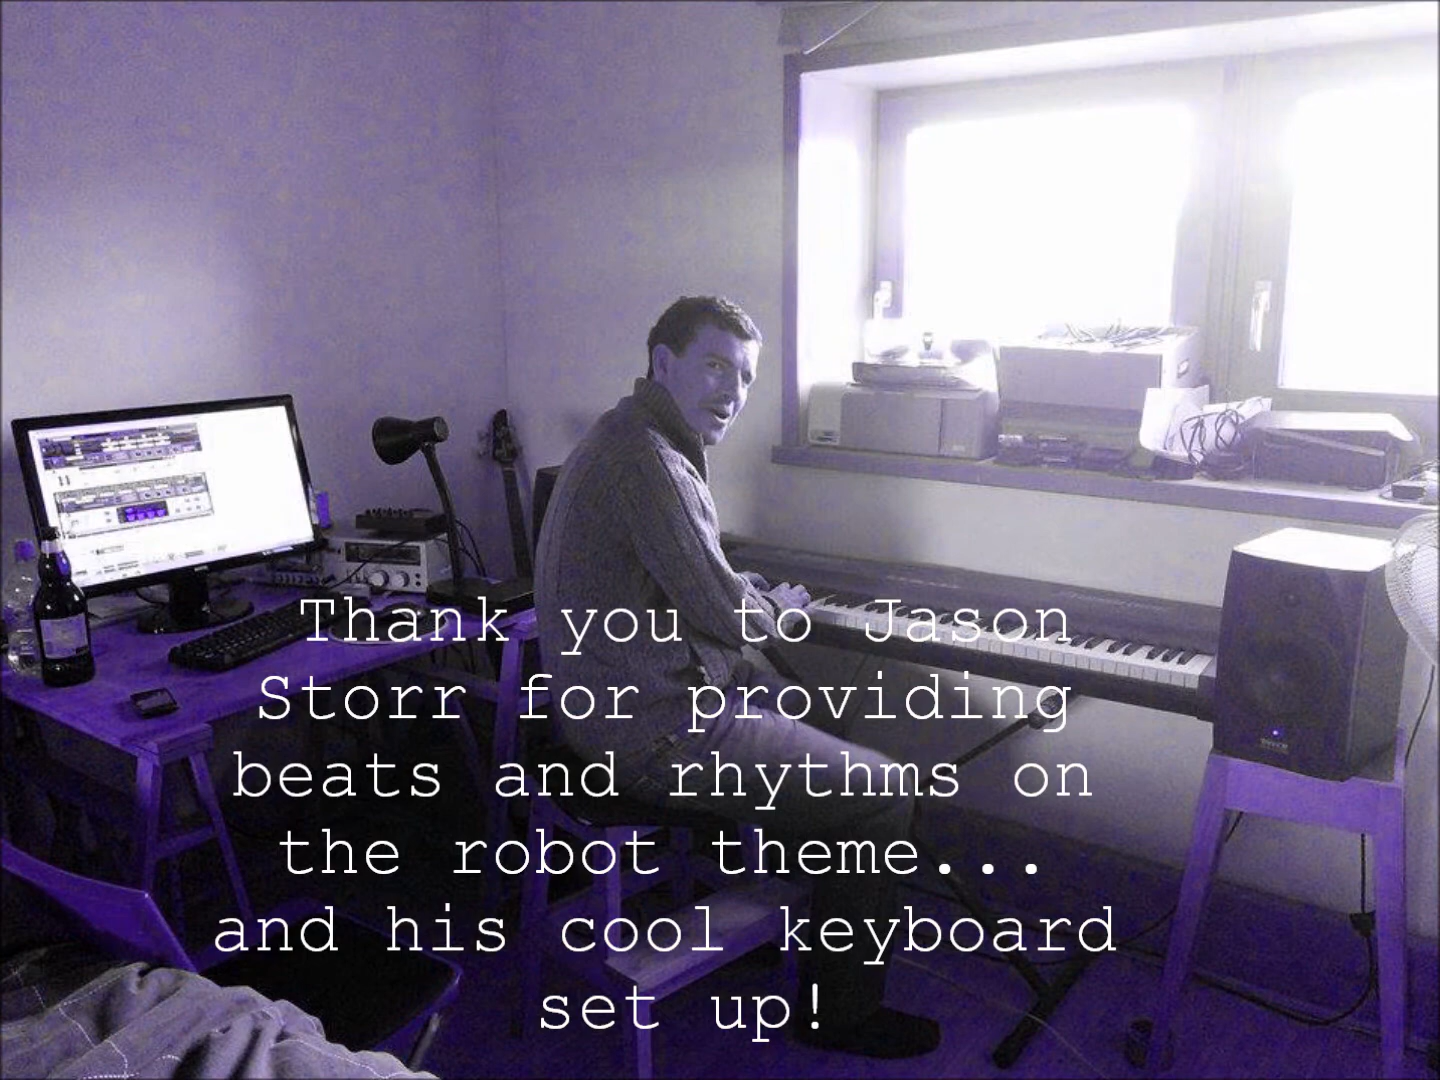 Thank you to Jason
Storr for providing
beats and rhythms on
the robot theme...
and his cool keyboard
set up!